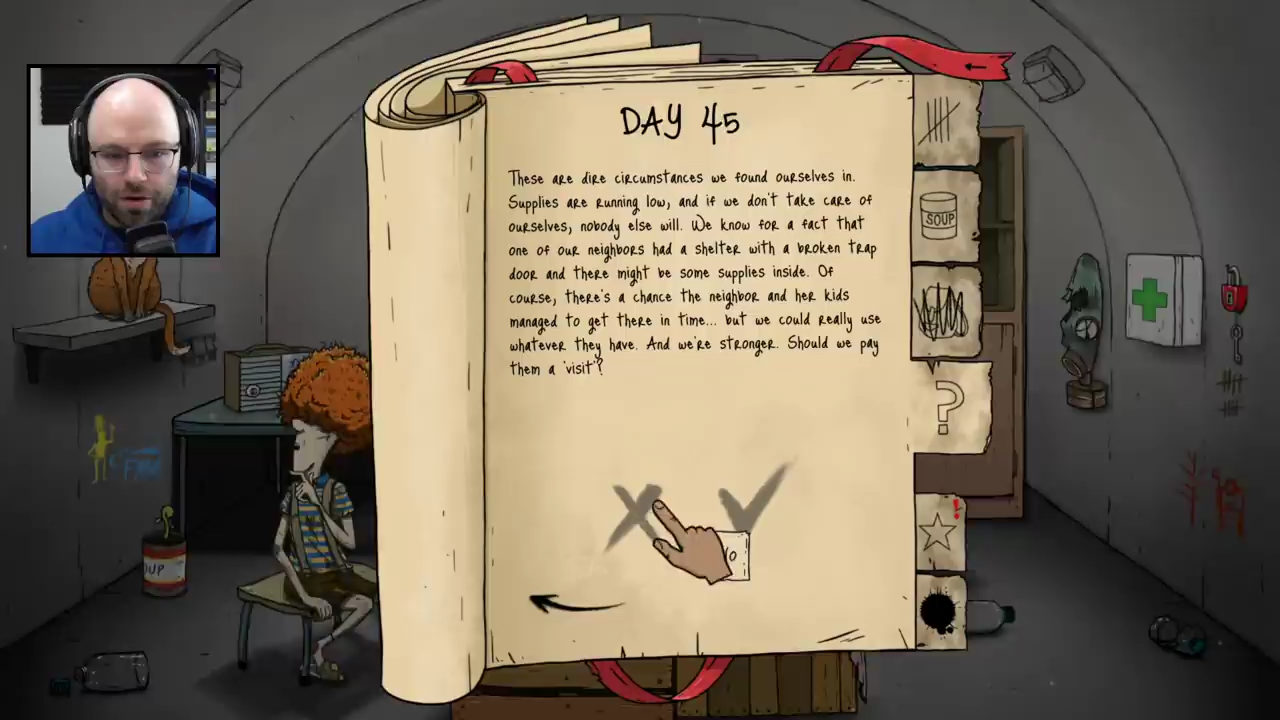 DAY 45
These are dire circumstances we found ourselves in.
Supplies are running low, and if we don't take care of
ourselves, nobody else will. We know for a fact that
one of our neighbors had a shelter with a broken trap
door and there might be some supplies inside. Of
course, there's a chance the neighbor and her kids
managed to get there in time... but we could really use
whatever they have. And we're stronger. Should we pay
them a 'visit'?
SOUP
?
!
UP